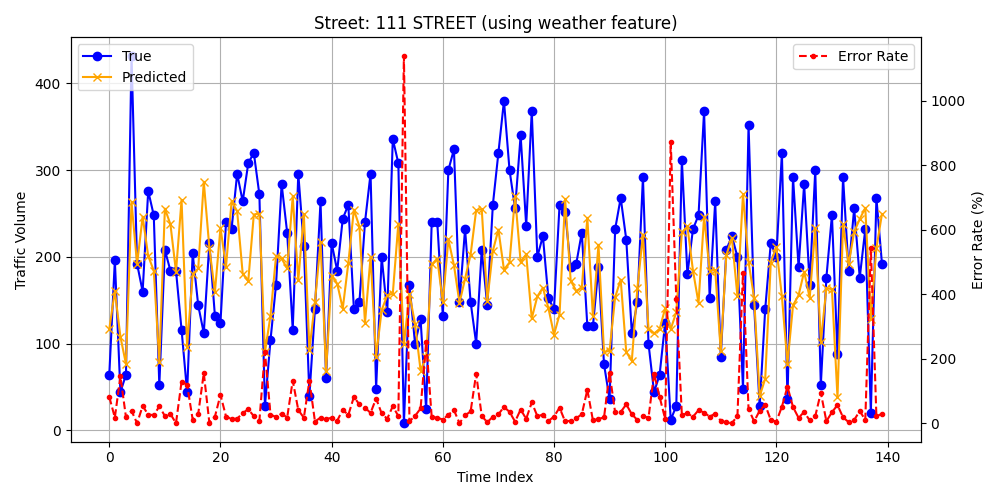 Street: 111 STREET (using weather feature)
True
Predicted
Error Rate
Traffic Volume
400
300
200
100
0
1000
800
600
400
200
0
Error Rate (%)
0 20 40 60 80 100 120 140
Time Index